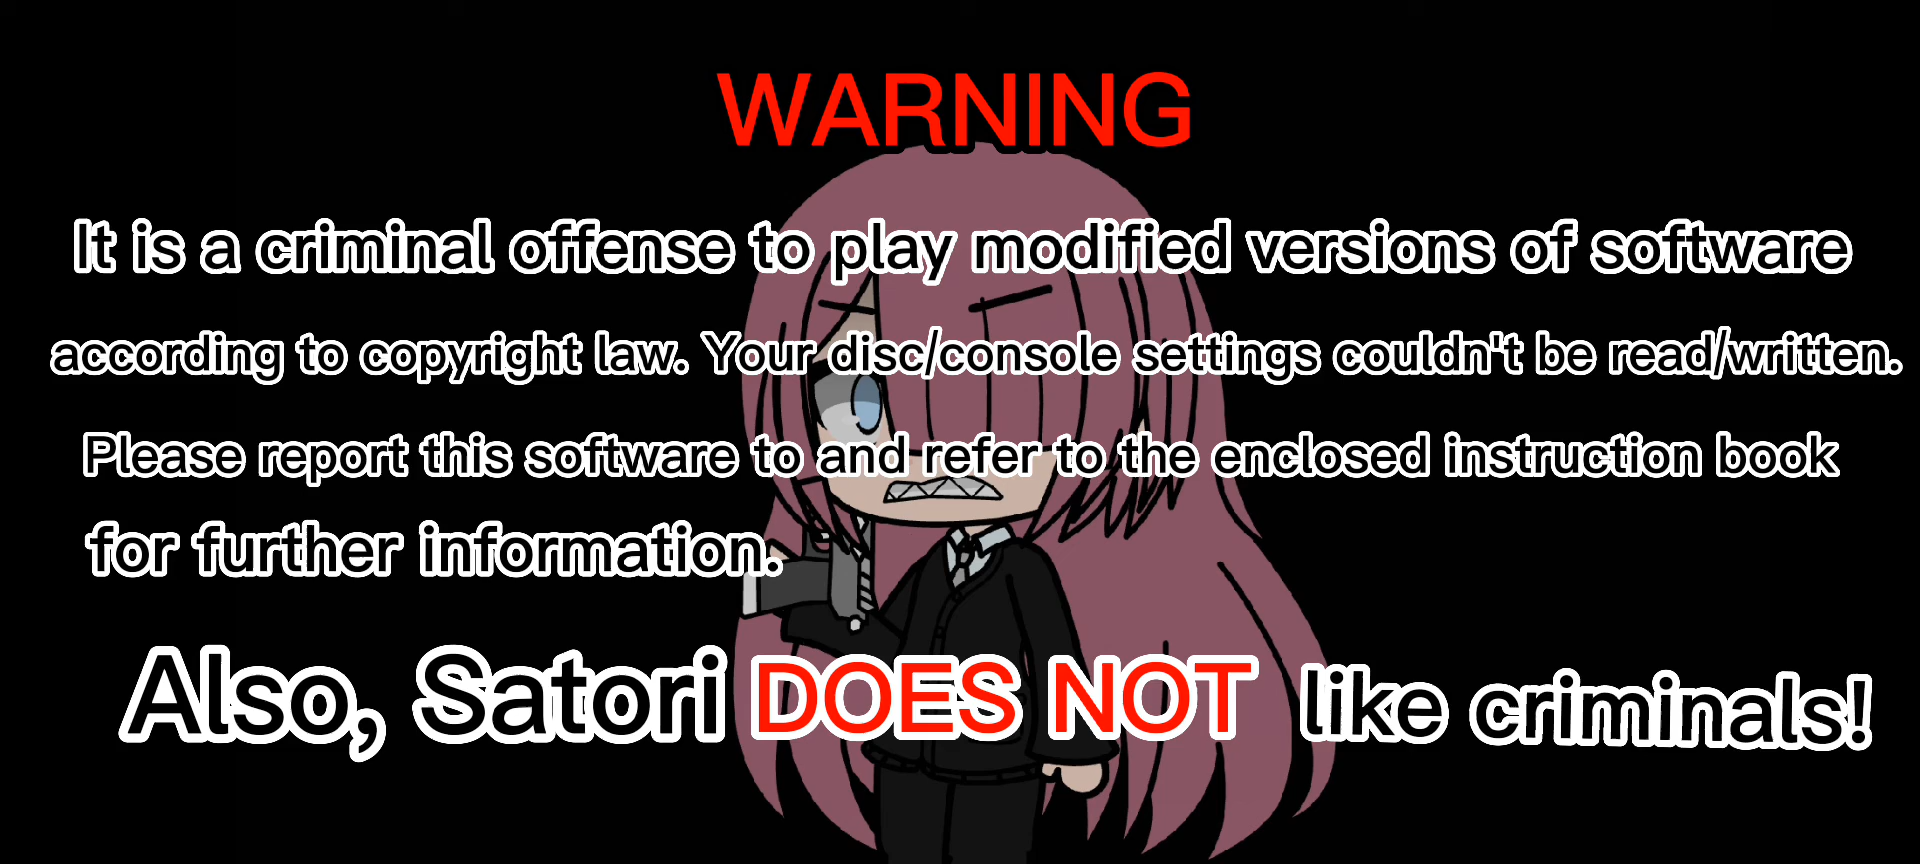 WARNING
It is a criminal offense to play modified versions of software
according to copyright law. Your disc/console settings couldn't be read/written.
Please report this software to and refer to the enclosed instruction book
for further information.
Also, Satori DOES NOT like criminals!